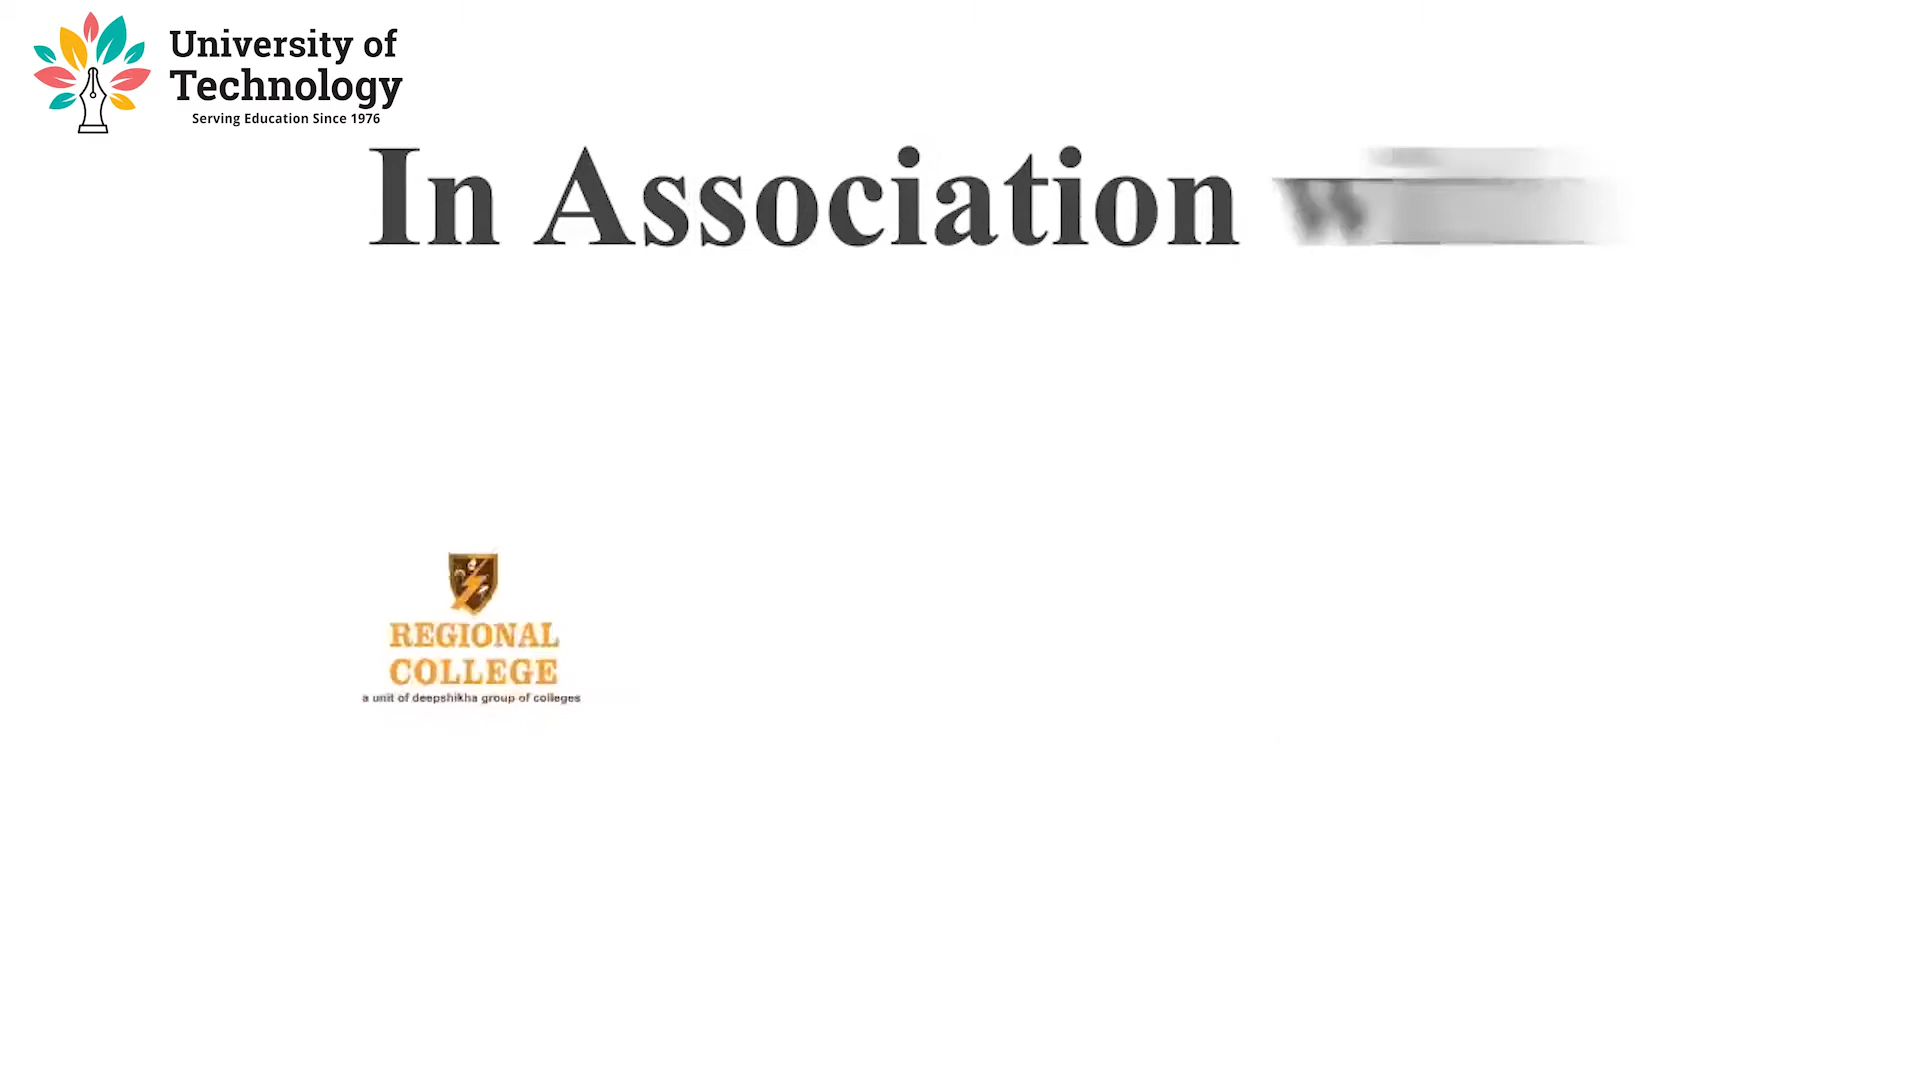 University of
Technology
Serving Education Since 1976
In Association
REGIONAL
COLLEGE
a unit of deepshikha group of colleges